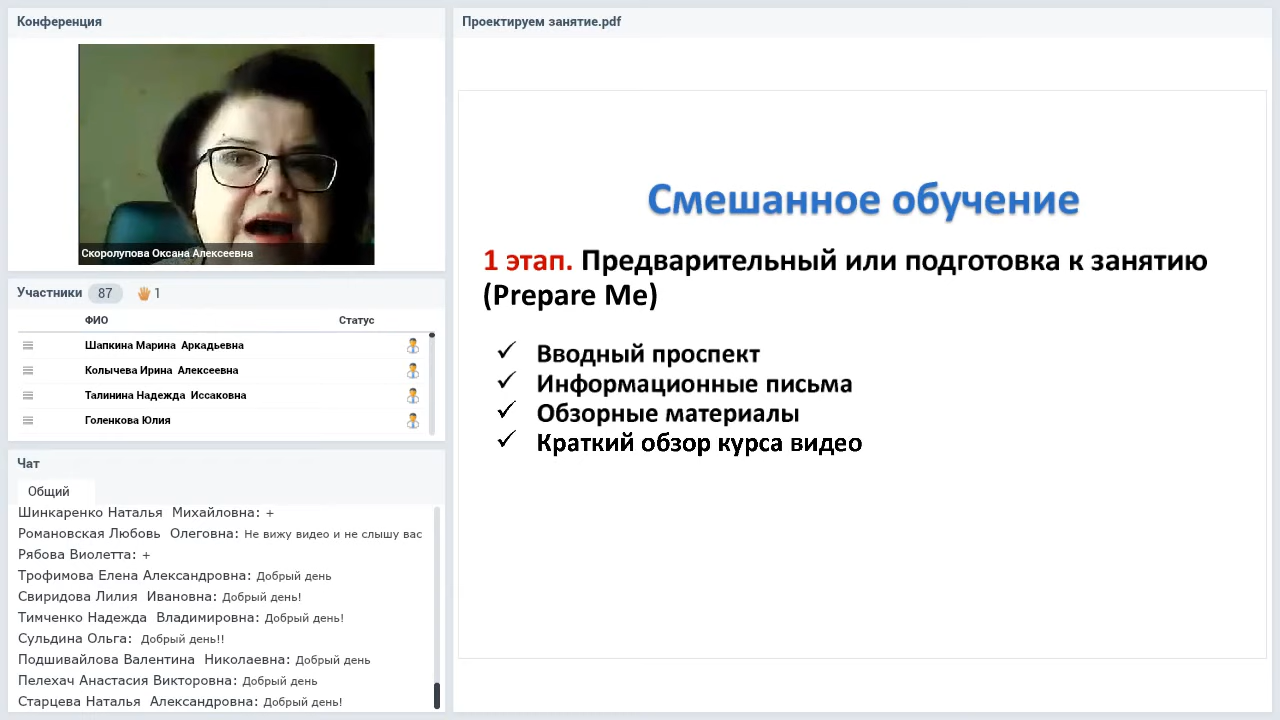 Конференция
Скоролупова Оксана Алексеевна
Участники 87 1
ФИО Статус
Шапкина Марина Аркадьевна
Колычева Ирина Алексеевна
Талинина Надежда Иссаковна
Голенкова Юлия
Чат
Общий
Шинкаренко Наталья Михайловна: +
Романовская Любовь Олеговна: Не вижу видео и не слышу вас
Рябова Виолетта: +
Трофимова Елена Александровна: Добрый день
Свиридова Лилия Ивановна: Добрый день!
Тимченко Надежда Владимировна: Добрый день!
Сульдина Ольга: Добрый день!!
Подшивайлова Валентина Николаевна: Добрый день
Пелехач Анастасия Викторовна: Добрый день
Старцева Наталья Александровна: Добрый день!
Проектируем занятие.pdf
Смешанное обучение
1 этап. Предварительный или подготовка к занятию
(Prepare Me)
✓ Вводный проспект
✓ Информационные письма
✓ Обзорные материалы
✓ Краткий обзор курса видео